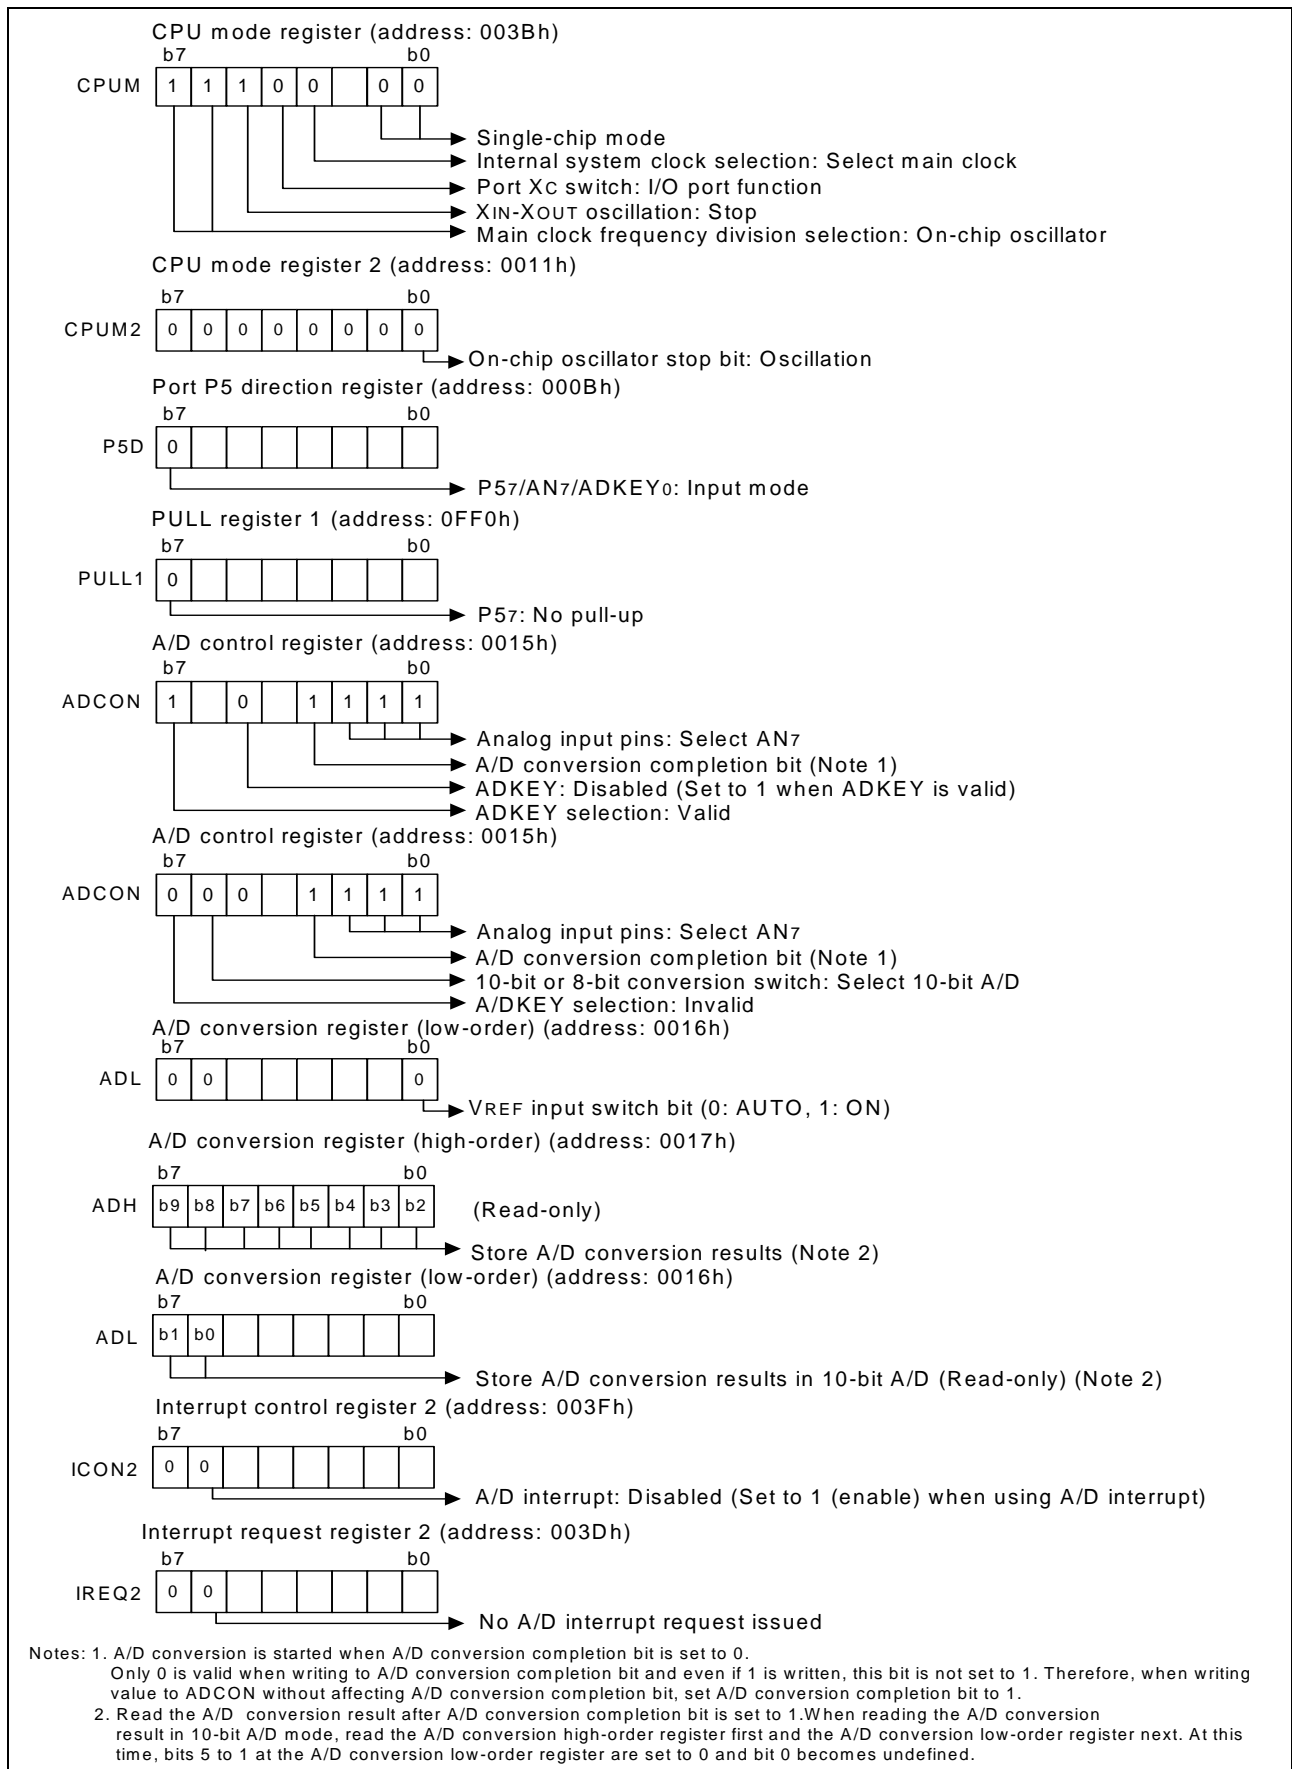 CPU mode register (address: 003Bh)
b7 b0
CPUM 1 1 1 0 0 0 0
Single-chip mode
Internal system clock selection: Select main clock
Port XC switch: I/O port function
XIN-XOUT oscillation: Stop
Main clock frequency division selection: On-chip oscillator
CPU mode register 2 (address: 0011h)
b7 b0
CPUM2 0 0 0 0 0 0 0 0
On-chip oscillator stop bit: Oscillation
Port P5 direction register (address: 000Bh)
b7 b0
P5D 0
P57/AN7/ADKEY0: Input mode
PULL register 1 (address: 0FF0h)
b7 b0
PULL1 0
P57: No pull-up
A/D control register (address: 0015h)
b7 b0
ADCON 1 0 1 1 1 1
Analog input pins: Select AN7
A/D conversion completion bit (Note 1)
ADKEY: Disabled (Set to 1 when ADKEY is valid)
ADKEY selection: Valid
A/D control register (address: 0015h)
b7 b0
ADCON 0 0 0 1 1 1 1
Analog input pins: Select AN7
A/D conversion completion bit (Note 1)
10-bit or 8-bit conversion switch: Select 10-bit A/D
A/DKEY selection: Invalid
A/D conversion register (low-order) (address: 0016h)
b7 b0
ADL 0 0 0
VREF input switch bit (0: AUTO, 1: ON)
A/D conversion register (high-order) (address: 0017h)
b7 b0
ADH b9 b8 b7 b6 b5 b4 b3 b2 (Read-only)
Store A/D conversion results (Note 2)
A/D conversion register (low-order) (address: 0016h)
b7 b0
ADL b1 b0
Store A/D conversion results in 10-bit A/D (Read-only) (Note 2)
Interrupt control register 2 (address: 003Fh)
b7 b0
ICON2 0 0
A/D interrupt: Disabled (Set to 1 (enable) when using A/D interrupt)
Interrupt request register 2 (address: 003Dh)
b7 b0
IREQ2 0 0
No A/D interrupt request issued
Notes: 1. A/D conversion is started when A/D conversion completion bit is set to 0.
Only 0 is valid when writing to A/D conversion completion bit and even if 1 is written, this bit is not set to 1. Therefore, when writing
value to ADCON without affecting A/D conversion completion bit, set A/D conversion completion bit to 1.
2. Read the A/D conversion result after A/D conversion completion bit is set to 1.When reading the A/D conversion
result in 10-bit A/D mode, read the A/D conversion high-order register first and the A/D conversion low-order register next. At this
time, bits 5 to 1 at the A/D conversion low-order register are set to 0 and bit 0 becomes undefined.